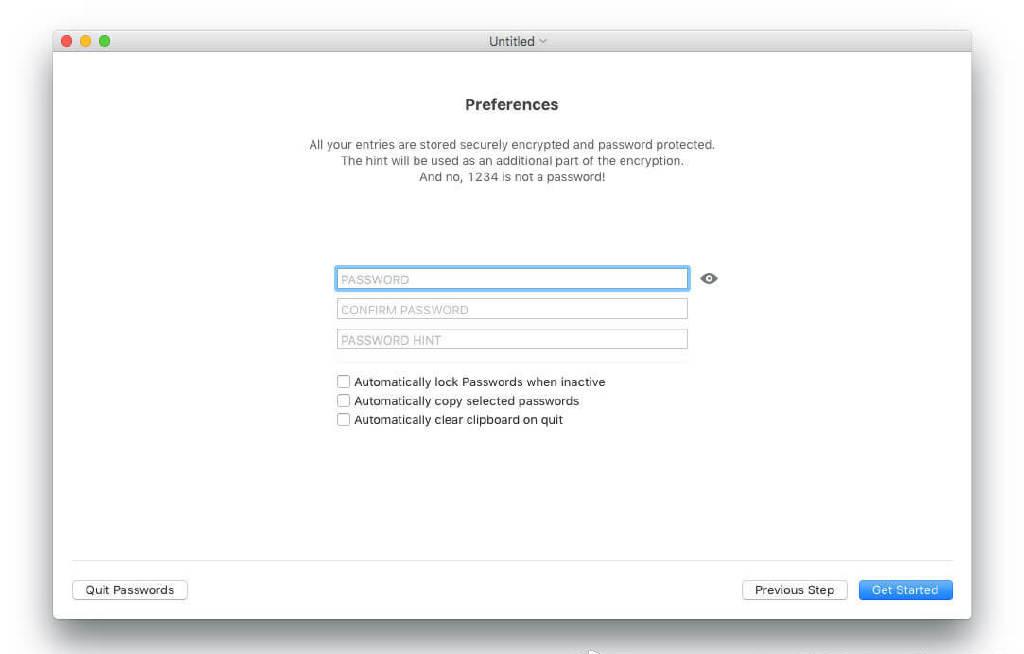 Untitled
Preferences
All your entries are stored securely encrypted and password protected.
The hint will be used as an additional part of the encryption.
And no, 1234 is not a password!
PASSWORD
CONFIRM PASSWORD
PASSWORD HINT
Automatically lock Passwords when inactive
Automatically copy selected passwords
Automatically clear clipboard on quit
Quit Passwords
Previous Step
Get Started